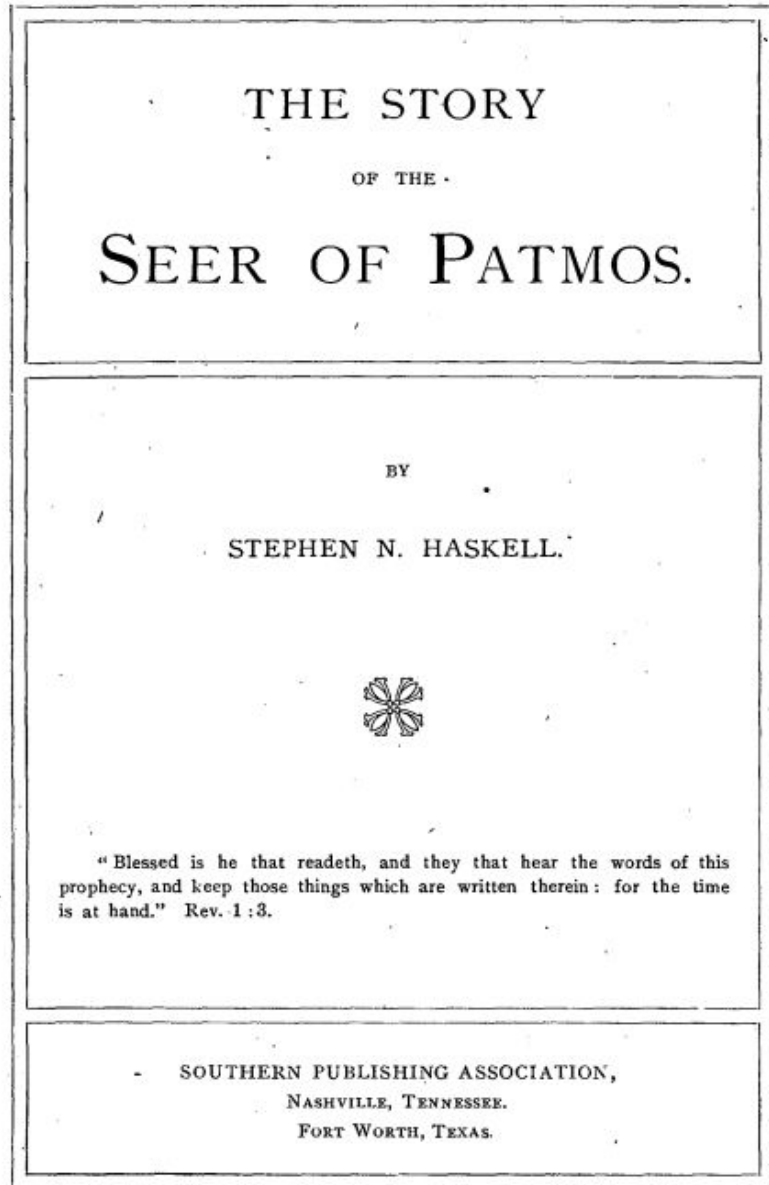 THE STORY
OF THE
SEER OF PATMOS.
BY
STEPHEN N. HASKELL.
"Blessed is he that readeth, and they that hear the words of this
prophecy, and keep those things which are written therein: for the time
is at hand." Rev. 1:3.
SOUTHERN PUBLISHING ASSOCIATION,
NASHVILLE, TENNESSEE.
FORT WORTH, TEXAS.